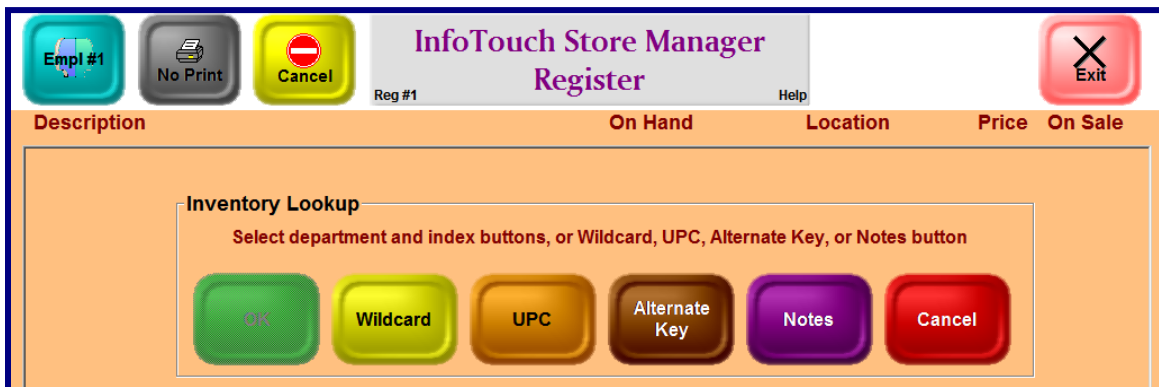 Empl #1
No Print
Cancel
InfoTouch Store Manager
Register
Reg #1
Help
Exit
Description On Hand Location Price On Sale
Inventory Lookup
Select department and index buttons, or Wildcard, UPC, Alternate Key, or Notes button
OK
Wildcard
UPC
Alternate
Key
Notes
Cancel